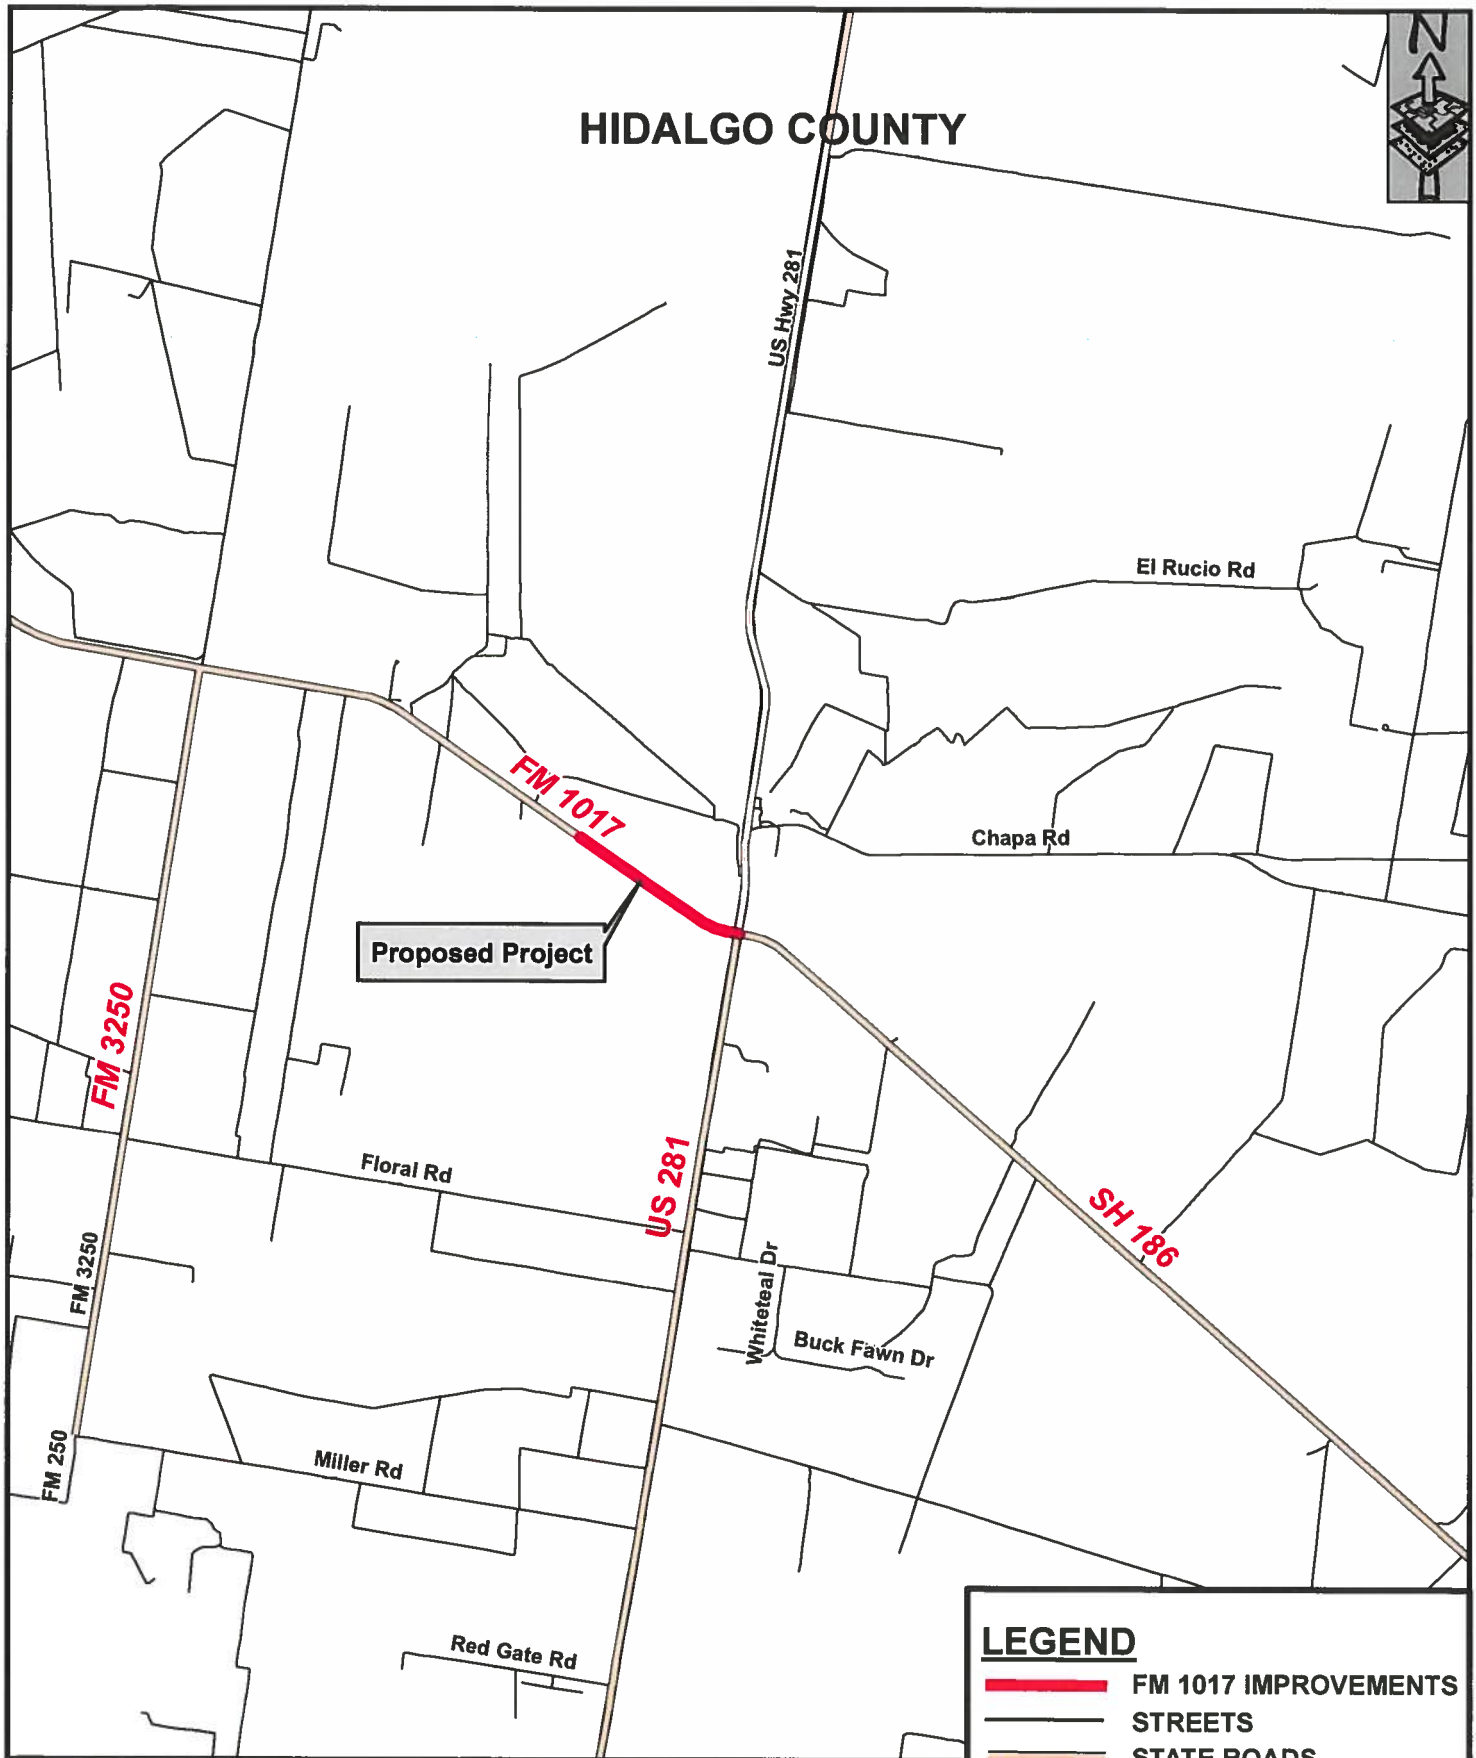 N
HIDALGO COUNTY
US Hwy 281
El Rucio Rd
FM 1017
Chapa Rd
Proposed Project
FM 3250
Floral Rd
US 281
SH 186
FM 3250
Whiteteal Dr
Buck Fawn Dr
FM 250
Miller Rd
Red Gate Rd
LEGEND
FM 1017 IMPROVEMENTS
STREETS
STATE ROADS